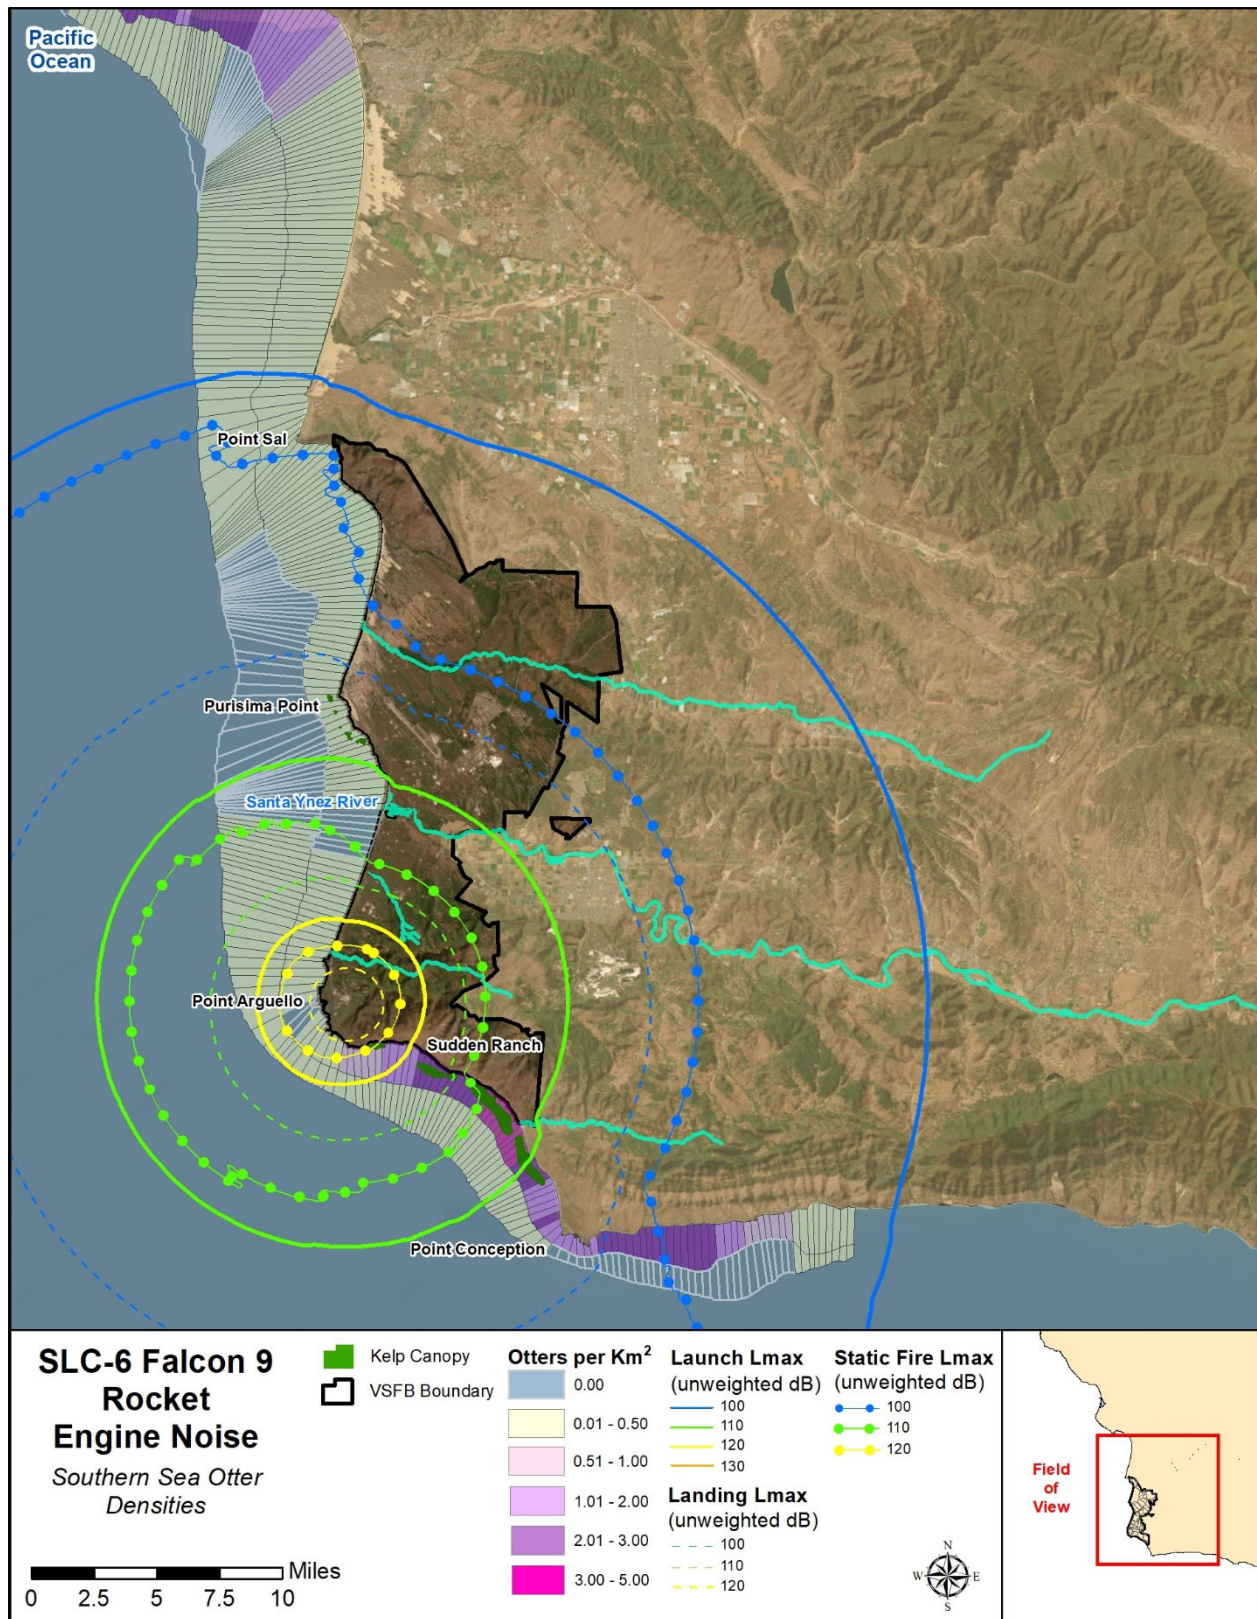 Pacific
Ocean
Point Sal
Purisima Point
Santa Ynez River
Point Arguello
Sudden Ranch
Point Conception
SLC-6 Falcon 9
Rocket
Engine Noise
Southern Sea Otter
Densities
0 2.5 5 7.5 10 Miles
Kelp Canopy
VSFB Boundary
Otters per Km²
0.00
0.01 - 0.50
0.51 - 1.00
1.01 - 2.00
2.01 - 3.00
3.00 - 5.00
Launch Lmax
(unweighted dB)
100
110
120
130
Landing Lmax
(unweighted dB)
100
110
120
Static Fire Lmax
(unweighted dB)
100
110
120
N
W E
S
Field
of
View